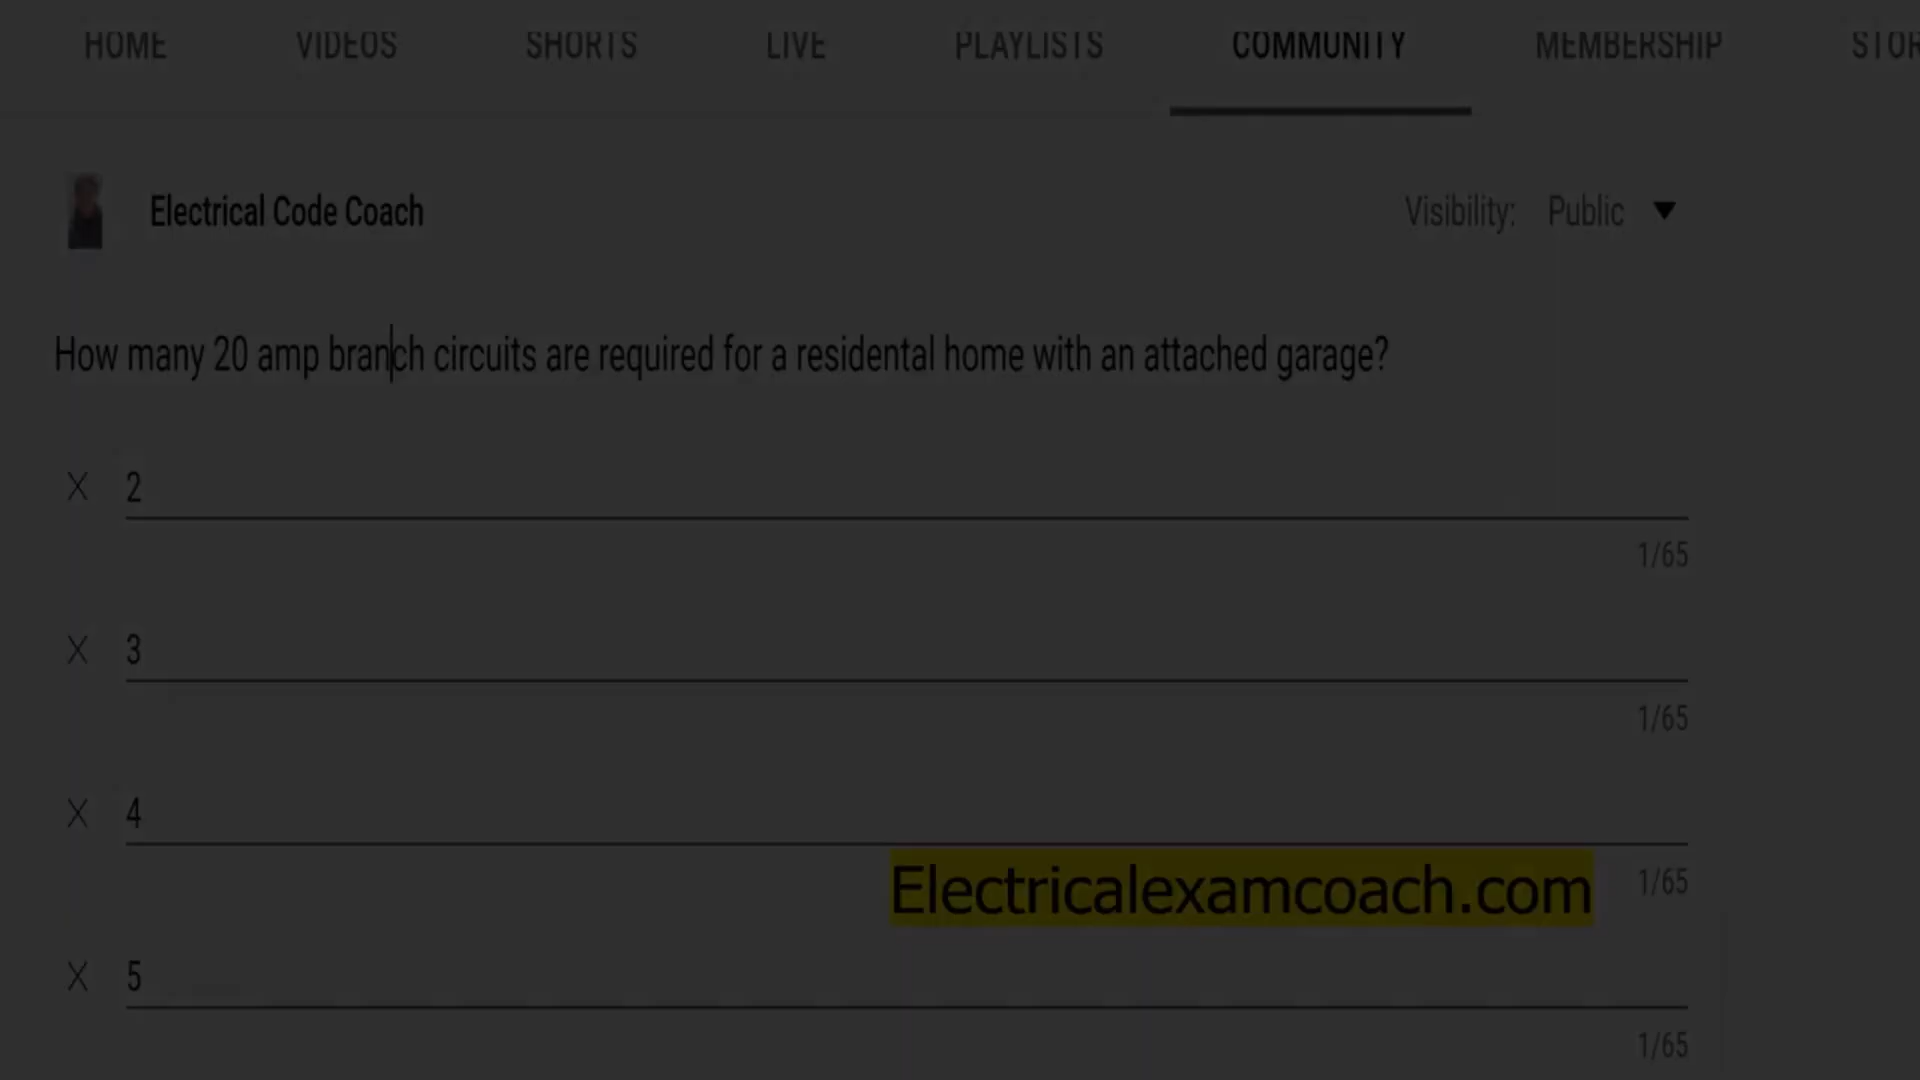 HOME VIDEOS SHORTS LIVE PLAYLISTS COMMUNITY MEMBERSHIP
Electrical Code Coach Visibility: Public
How many 20 amp branch circuits are required for a residental home with an attached garage?
X 2
1/65
X 3
1/65
X 4
Electricalexamcoach.com 1/65
X 5
1/65